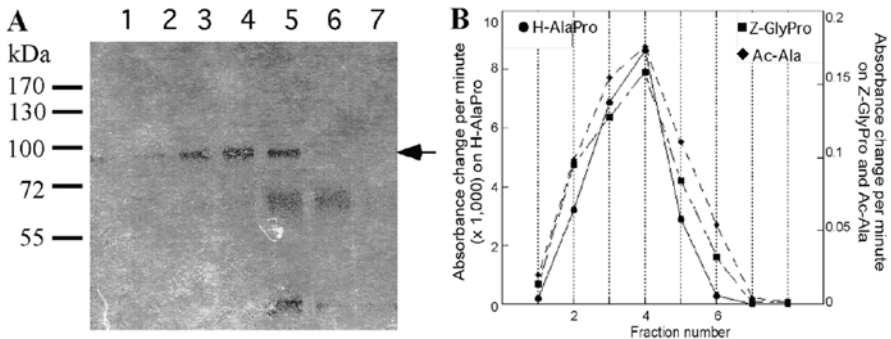 A
1 2 3 4 5 6 7
kDa
170
130
100
72
55
B
Absorbance change per minute
(x 1,000) on H-AlaPro
10
8
6
4
2
0
H-AlaPro
Z-GlyPro
Ac-Ala
2 4 6
Fraction number
0.2
0.15
0.1
0.05
0
Absorbance change per minute
on Z-GlyPro and Ac-Ala